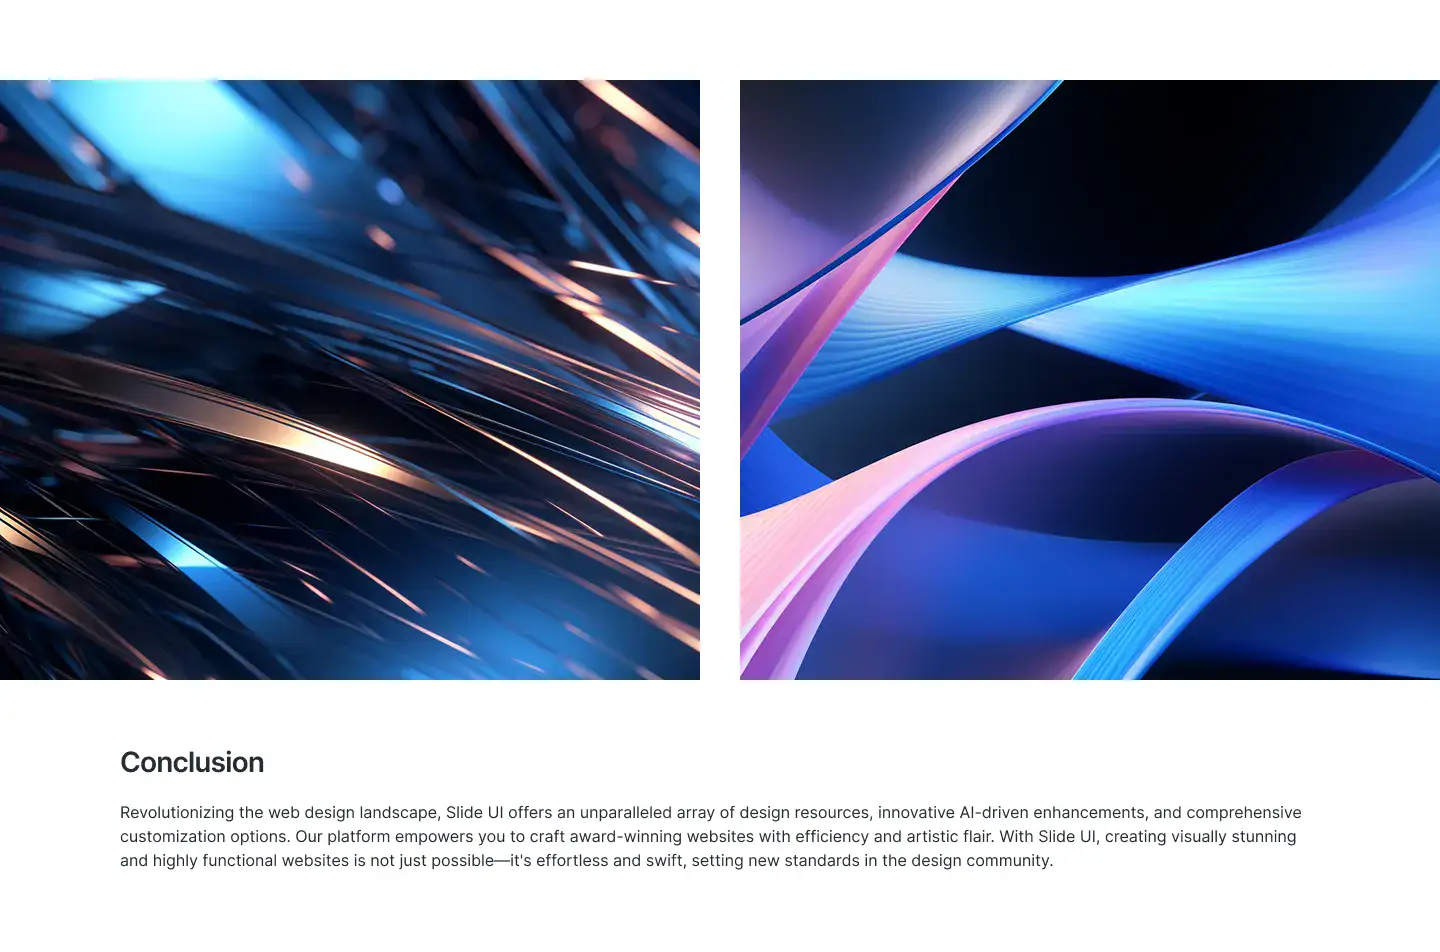 Conclusion
Revolutionizing the web design landscape, Slide UI offers an unparalleled array of design resources, innovative AI-driven enhancements, and comprehensive
customization options. Our platform empowers you to craft award-winning websites with efficiency and artistic flair. With Slide UI, creating visually stunning
and highly functional websites is not just possible—it's effortless and swift, setting new standards in the design community.